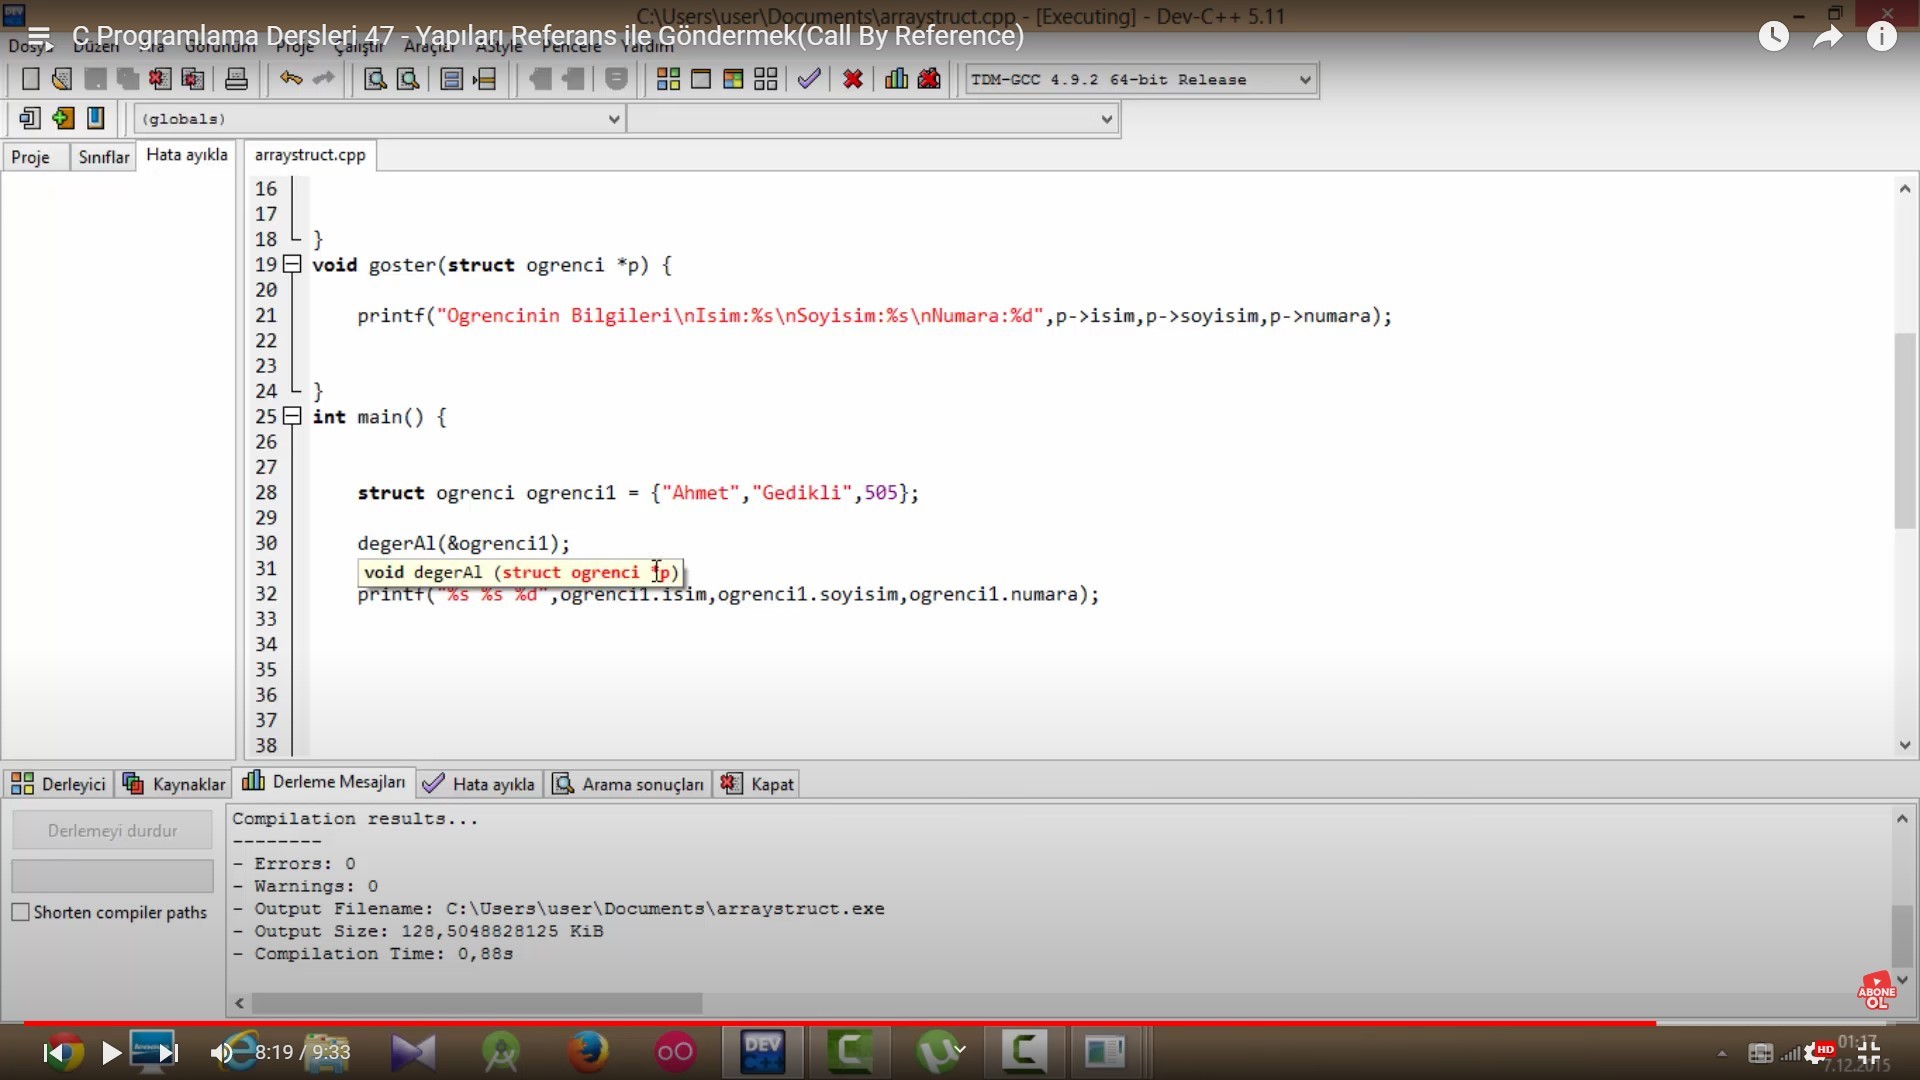 C:\Users\user\Documents\arraystruct.cpp - [Executing] - Dev-C++ 5.11
C Programlama Dersleri 47 - Yapıları Referans ile Göndermek(Call By Reference)
Dosya Düzen Ara Görünüm Proje Çalıştır Araçlar AStyle Pencere Yardım
TDM-GCC 4.9.2 64-bit Release
(globals)
Proje Sınıflar Hata ayıkla arraystruct.cpp
16
17
18 }
19 void goster(struct ogrenci *p) {
20
21 printf("Ogrencinin Bilgileri\nIsim:%s\nSoyisim:%s\nNumara:%d",p->isim,p->soyisim,p->numara);
22
23
24 }
25 int main() {
26
27
28 struct ogrenci ogrenci1 = {"Ahmet","Gedikli",505};
29
30 degerAl(&ogrenci1);
31 void degerAl (struct ogrenci *p)
32 printf("%s %s %d",ogrenci1.isim,ogrenci1.soyisim,ogrenci1.numara);
33
34
35
36
37
38
Derleyici Kaynaklar Derleme Mesajları Hata ayıkla Arama sonuçları Kapat
Derlemeyi durdur
Shorten compiler paths
Compilation results...
--------
- Errors: 0
- Warnings: 0
- Output Filename: C:\Users\user\Documents\arraystruct.exe
- Output Size: 128,5048828125 KiB
- Compilation Time: 0,88s
ABONE
OL
8:19 / 9:33
DEV
HD
01:17
7.12.2015